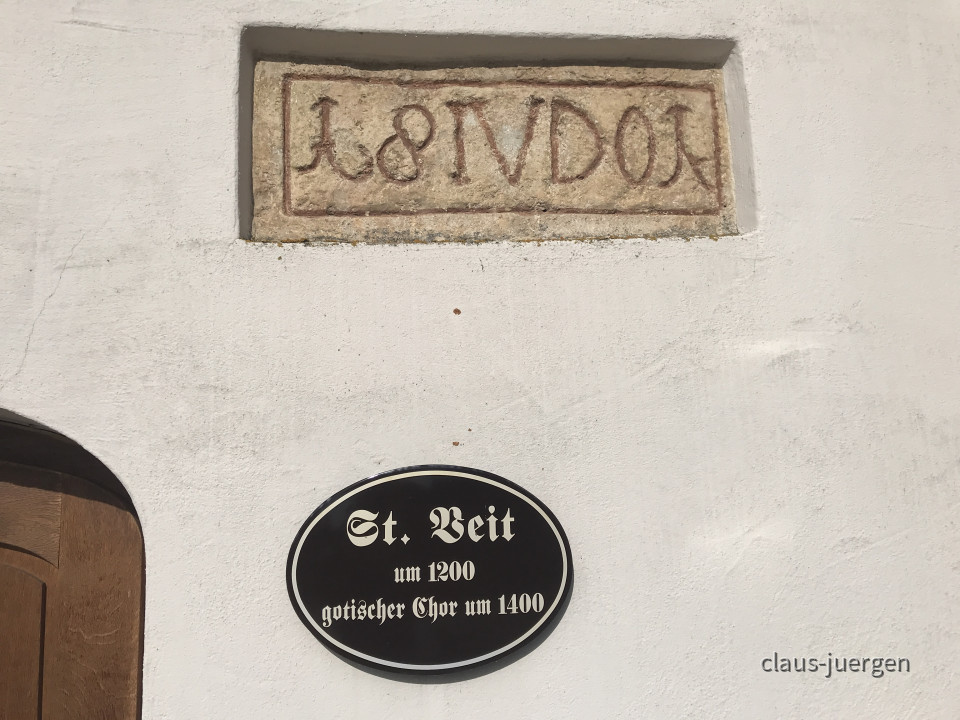 St. Veit
um 1200
gotischer Chor um 1400
claus-juergen